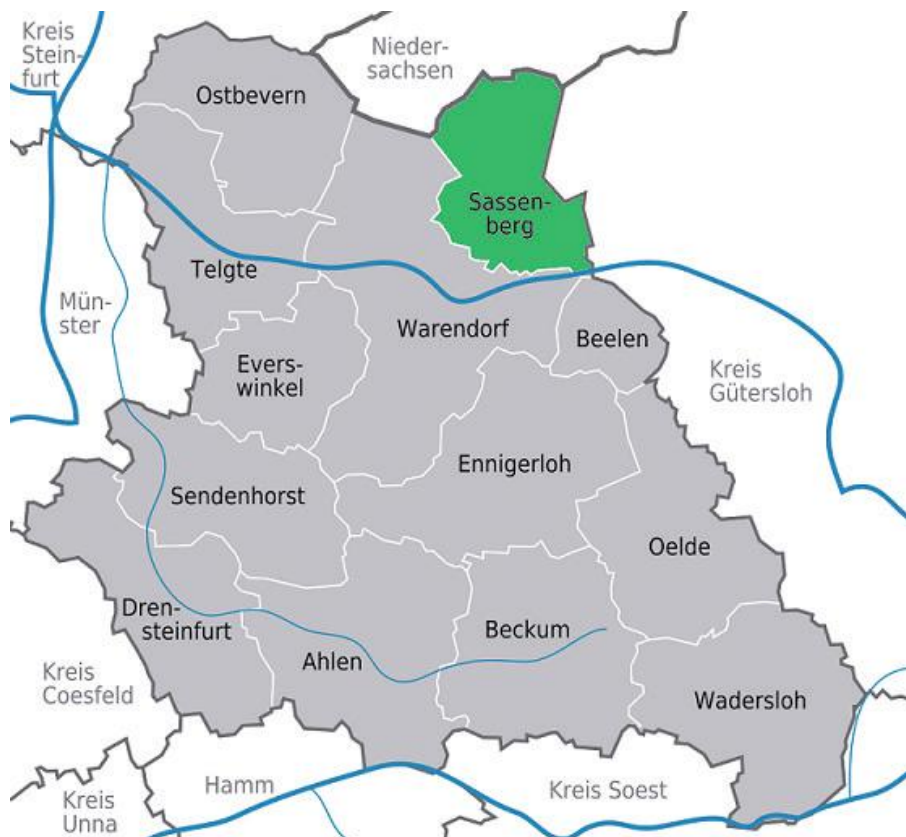 Kreis
Stein-
furt
Nieder-
sachsen
Ostbevern
Sassen-
berg
Telgte
Mün-
ster
Warendorf
Beelen
Evers-
winkel
Kreis
Gütersloh
Ennigerloh
Sendenhorst
Oelde
Dren-
steinfurt
Beckum
Ahlen
Kreis
Coesfeld
Wadersloh
Hamm
Kreis Soest
Kreis
Unna